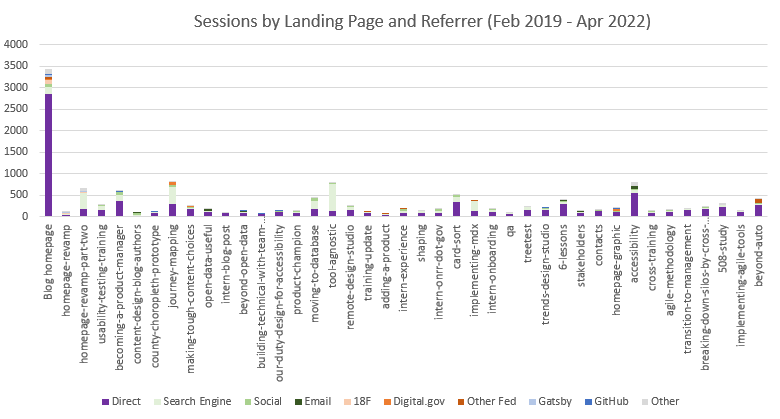 Sessions by Landing Page and Referrer (Feb 2019 - Apr 2022)
4000
3500
3000
2500
2000
1500
1000
500
0
Blog homepage
homepage-revamp
homepage-revamp-part-two
usability-testing-training
becoming-a-product-manager
content-design-blog-authors
county-choropleth-prototype
journey-mapping
making-tough-content-choices
open-data-useful
intern-blog-post
beyond-open-data
building-technical-with-team-…
our-duty-design-for-accessibility
product-champion
moving-to-database
tool-agnostic
remote-design-studio
training-update
adding-a-product
intern-experience
shaping
intern-onrr-dot-gov
card-sort
implementing-mdx
intern-onboarding
qa
treetest
trends-design-studio
6-lessons
stakeholders
contacts
homepage-graphic
accessibility
cross-training
agile-methodology
transition-to-management
breaking-down-silos-by-cross-…
508-study
implementing-agile-tools
beyond-auto
Direct Search Engine Social Email 18F Digital.gov Other Fed Gatsby GitHub Other